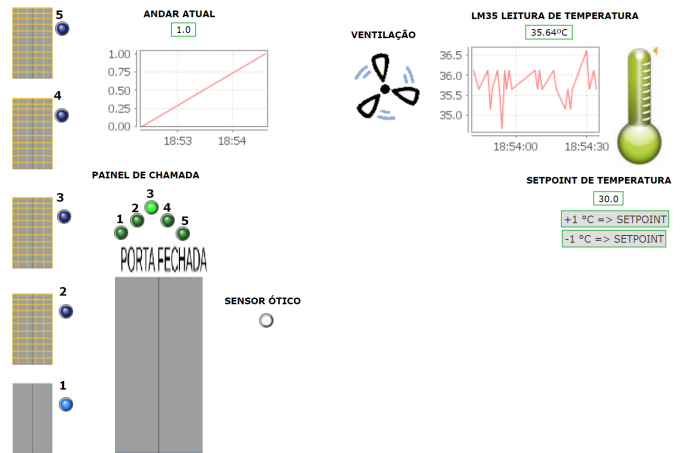 5
ANDAR ATUAL
1.0
1.00
0.75
0.50
0.25
0.00
18:53 18:54
VENTILAÇÃO
LM35 LEITURA DE TEMPERATURA
35.64ºC
36.5
36.0
35.5
35.0
18:54:00 18:54:30
4
SETPOINT DE TEMPERATURA
30.0
+1 °C => SETPOINT
-1 °C => SETPOINT
3
PAINEL DE CHAMADA
1 2 3 4 5
PORTA FECHADA
2
SENSOR ÓTICO
1